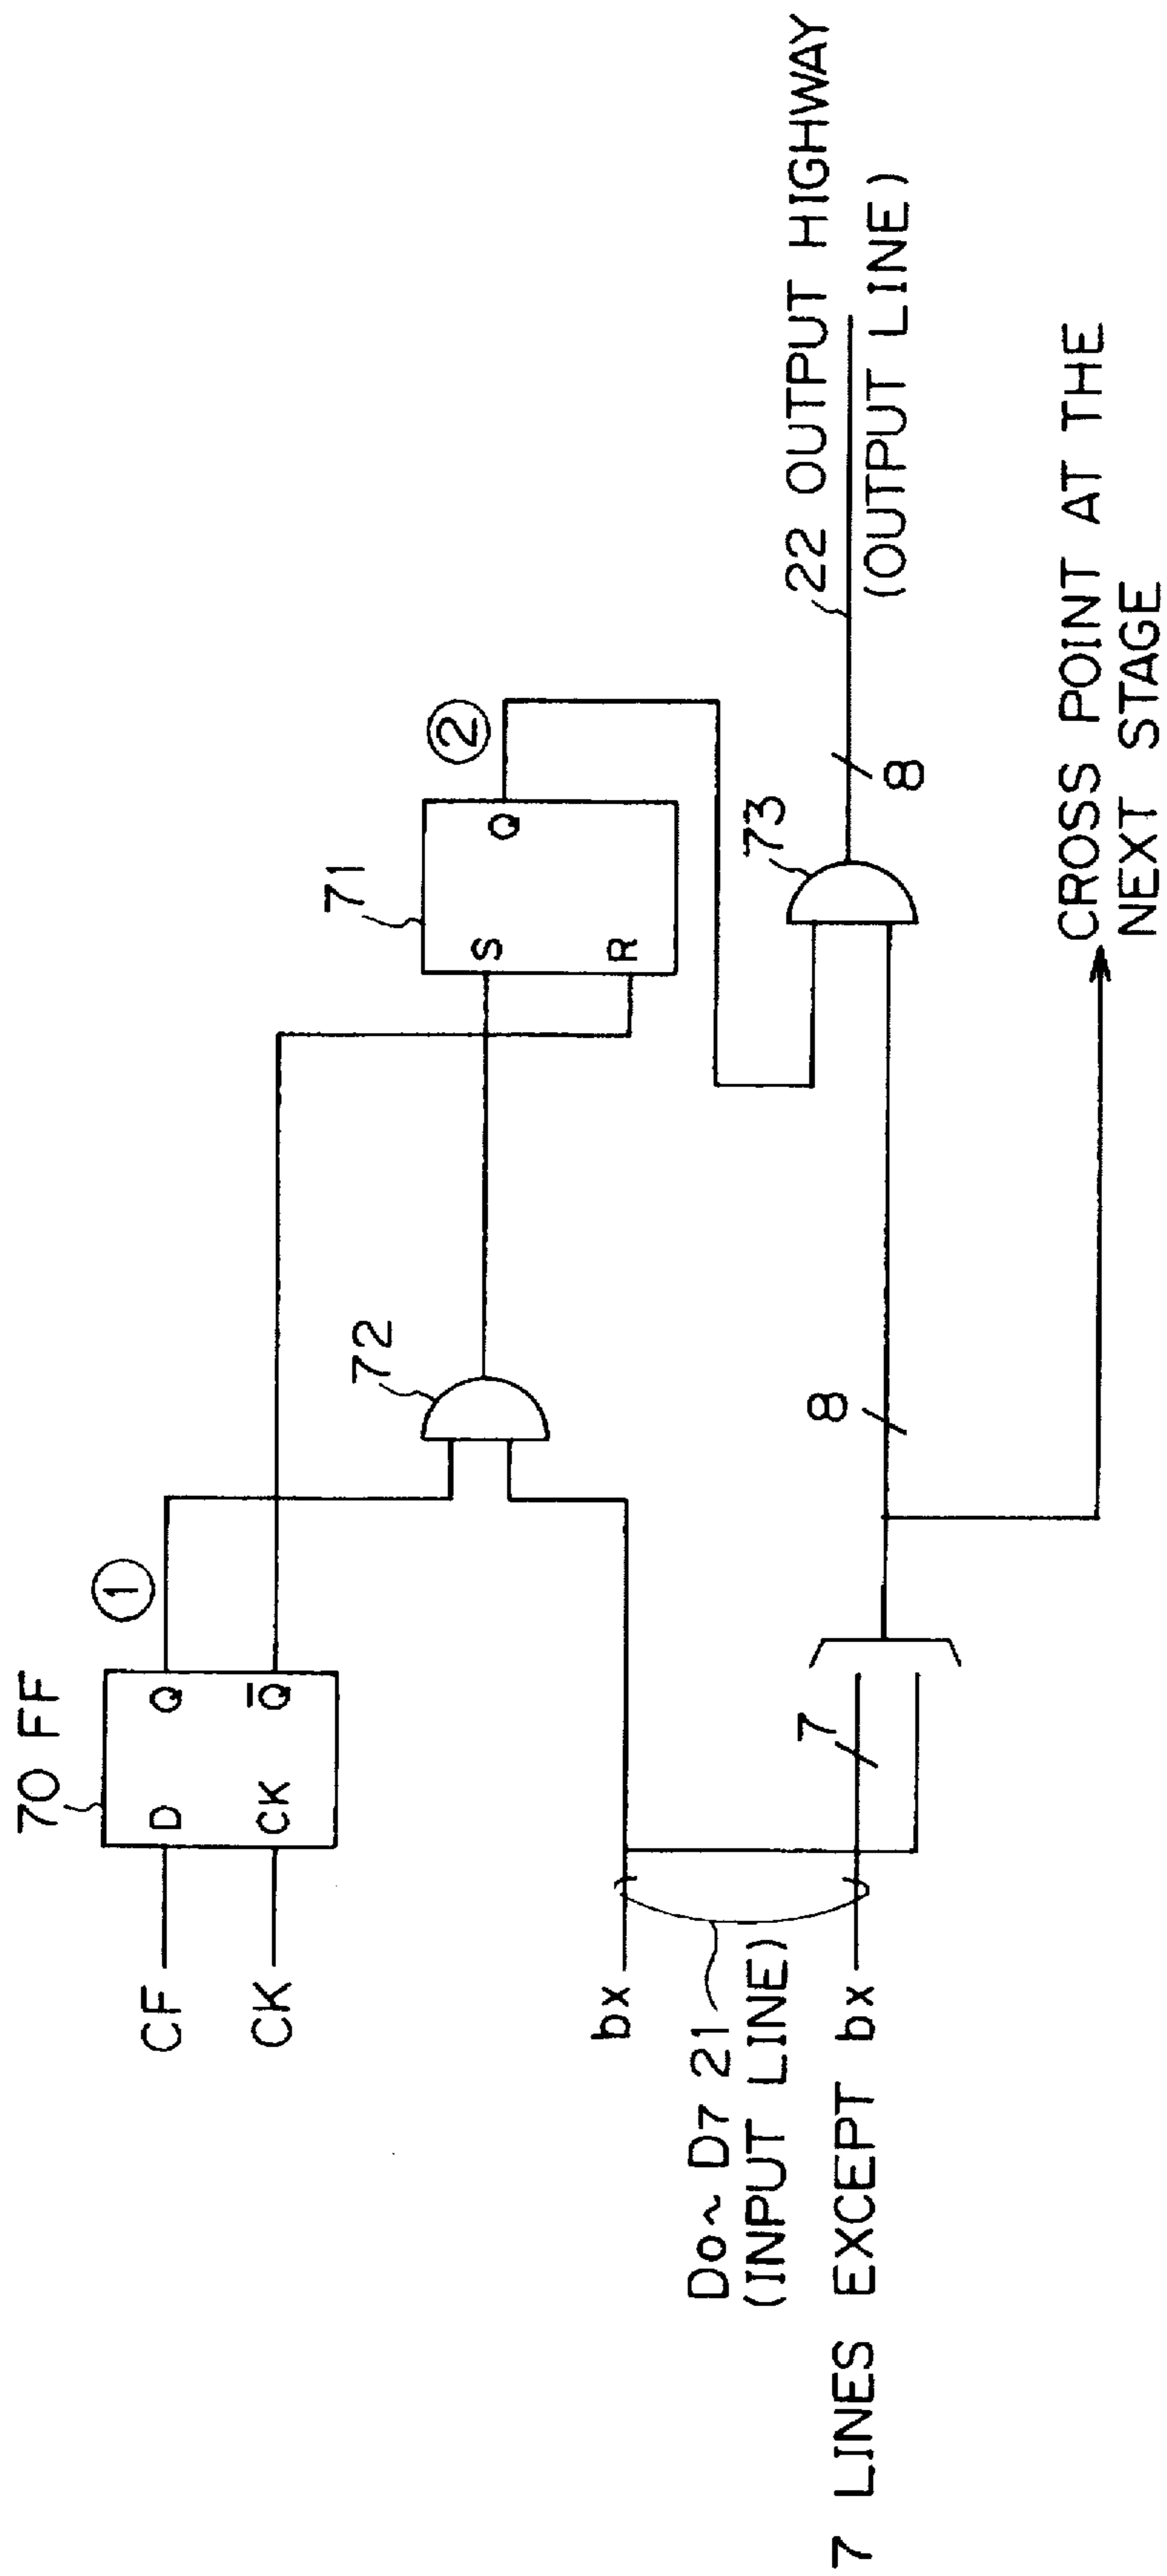 70 FF
CF
D
Q
①
CK
CK
Q̅
72
71
S
Q
②
R
bx
D0~D7 21
(INPUT LINE)
7 LINES EXCEPT bx
7
8
73
8
22 OUTPUT HIGHWAY
(OUTPUT LINE)
CROSS POINT AT THE
NEXT STAGE